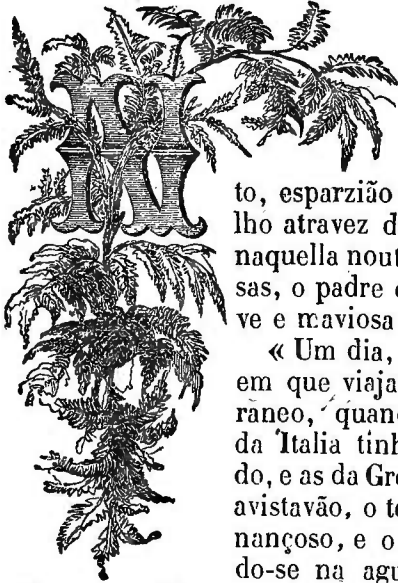 N
to, esparzião
lho atravez d
naquella nout
sas, o padre
ve e maviosa
« Um dia,
em que viaja
raneo, quan
da Italia tinh
do, e as da Gre
avistavão, o te
nançoso, e o
do-se na agu